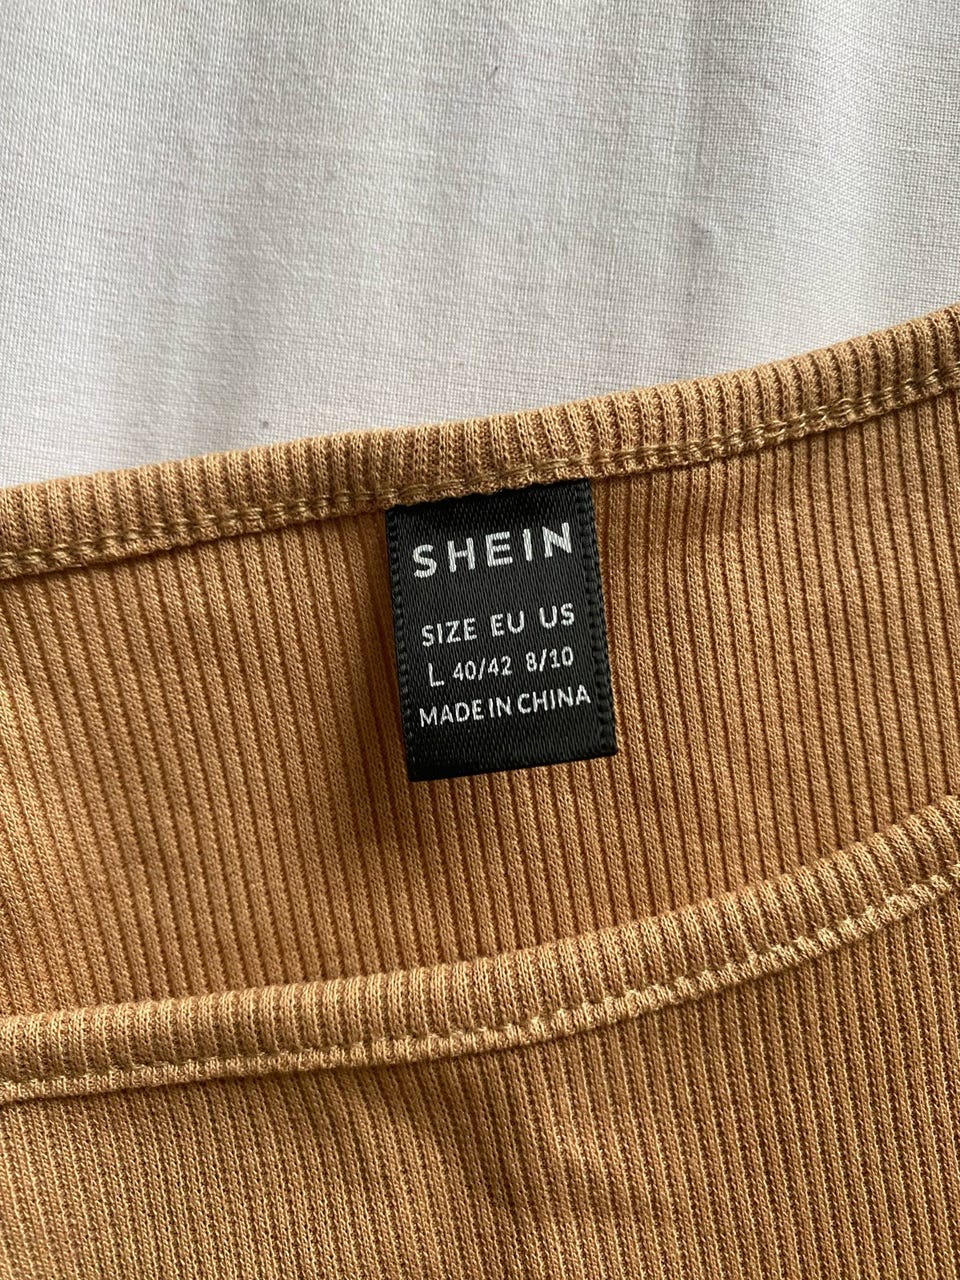 SHEIN
SIZE EU US
L 40/42 8/10
MADE IN CHINA